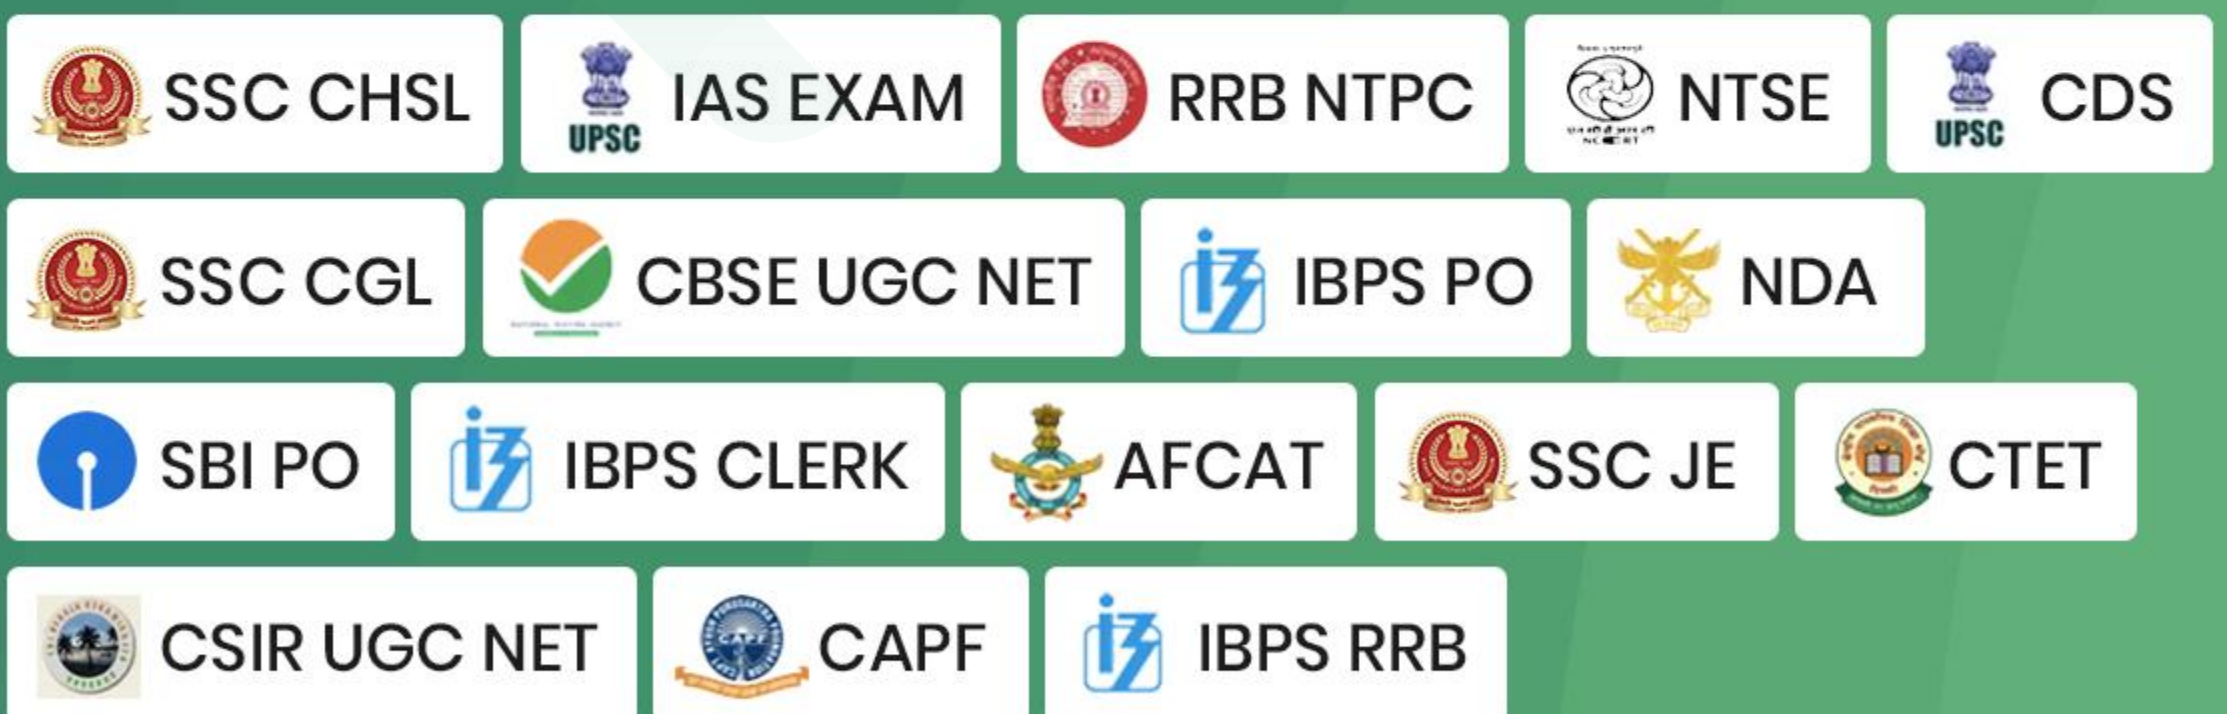 SSC CHSL
UPSC IAS EXAM
RRB NTPC
NTSE
UPSC CDS
SSC CGL
CBSE UGC NET
IBPS PO
NDA
SBI PO
IBPS CLERK
AFCAT
SSC JE
CTET
CSIR UGC NET
CAPF
IBPS RRB